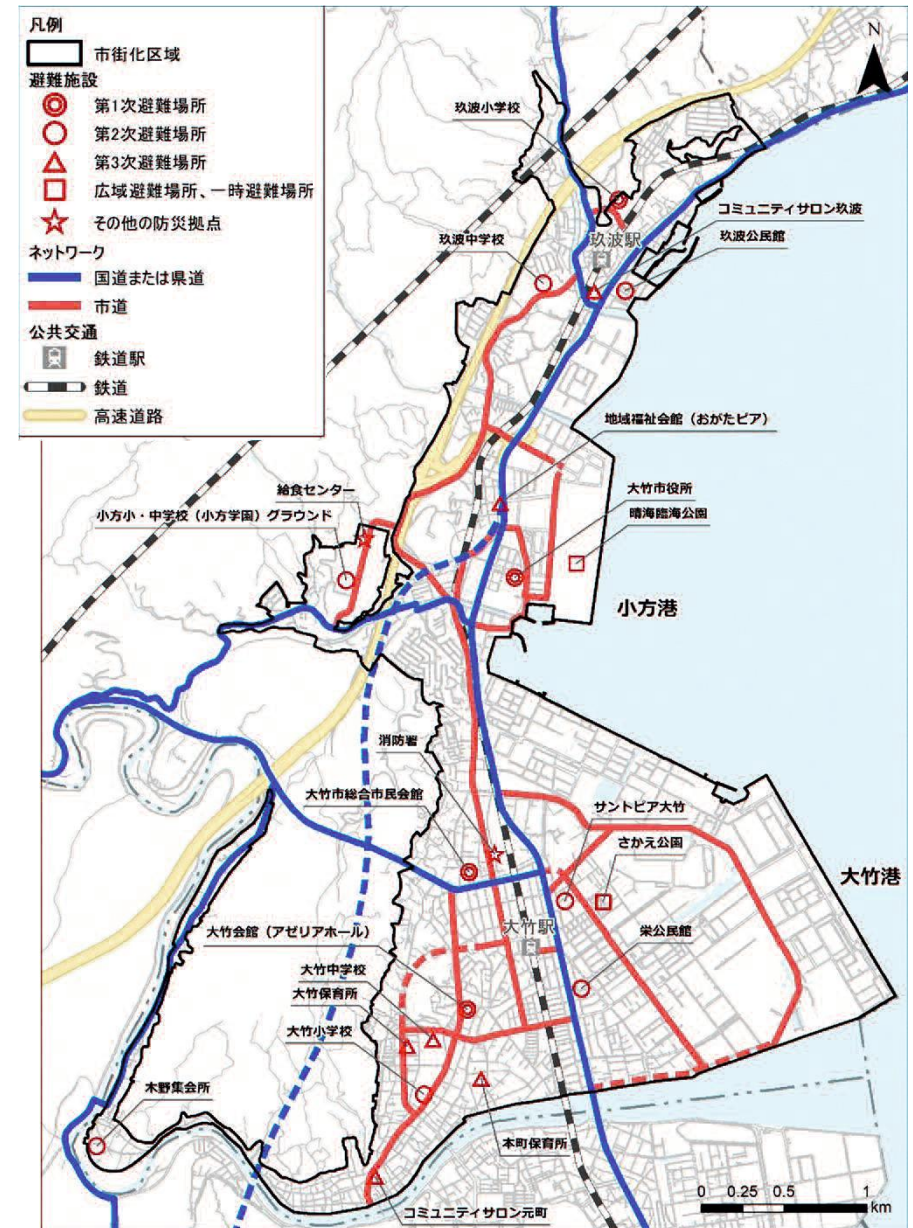 凡例
市街化区域
避難施設
第1次避難場所
第2次避難場所
第3次避難場所
広域避難場所、一時避難場所
その他の防災拠点
ネットワーク
国道または県道
市道
公共交通
鉄道駅
鉄道
高速道路
N
玖波小学校
コミュニティサロン玖波
玖波公民館
玖波中学校
玖波駅
地域福祉会館（おがたピア）
給食センター
大竹市役所
小方小・中学校（小方学園）グラウンド
晴海臨海公園
小方港
消防署
大竹市総合市民会館
サントピア大竹
さかえ公園
大竹港
大竹会館（アゼリアホール）
大竹駅
栄公民館
大竹中学校
大竹保育所
大竹小学校
木野集会所
本町保育所
コミュニティサロン元町
0 0.25 0.5 1
km